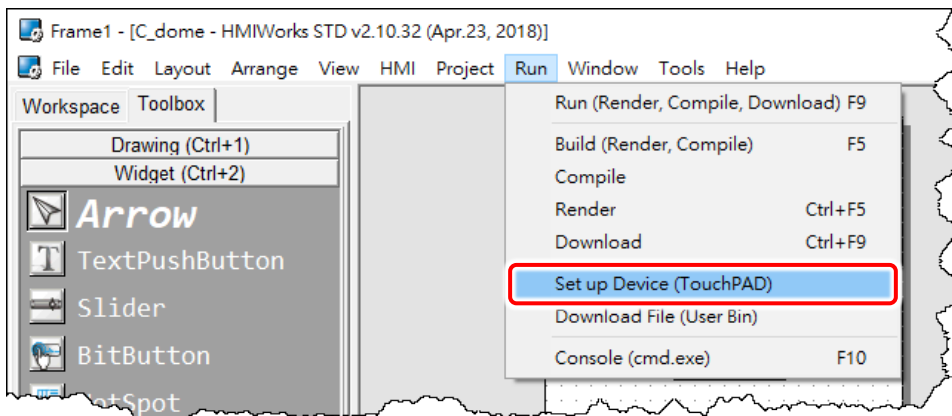 Frame1 - [C_dome - HMIWorks STD v2.10.32 (Apr.23, 2018)]
File Edit Layout Arrange View HMI Project Run Window Tools Help
Workspace Toolbox
Drawing (Ctrl+1)
Widget (Ctrl+2)
Arrow
TextPushButton
Slider
BitButton
HotSpot
Run (Render, Compile, Download) F9
Build (Render, Compile) F5
Compile
Render Ctrl+F5
Download Ctrl+F9
Set up Device (TouchPAD)
Download File (User Bin)
Console (cmd.exe) F10